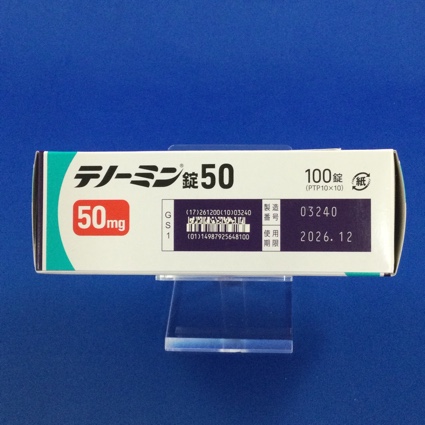 テノーミン®錠50
100錠
(PTP10×10)
紙
50mg
GS1
(17)261200(10)03240
(01)14987925648100
製造番号 03240
使用期限 2026.12